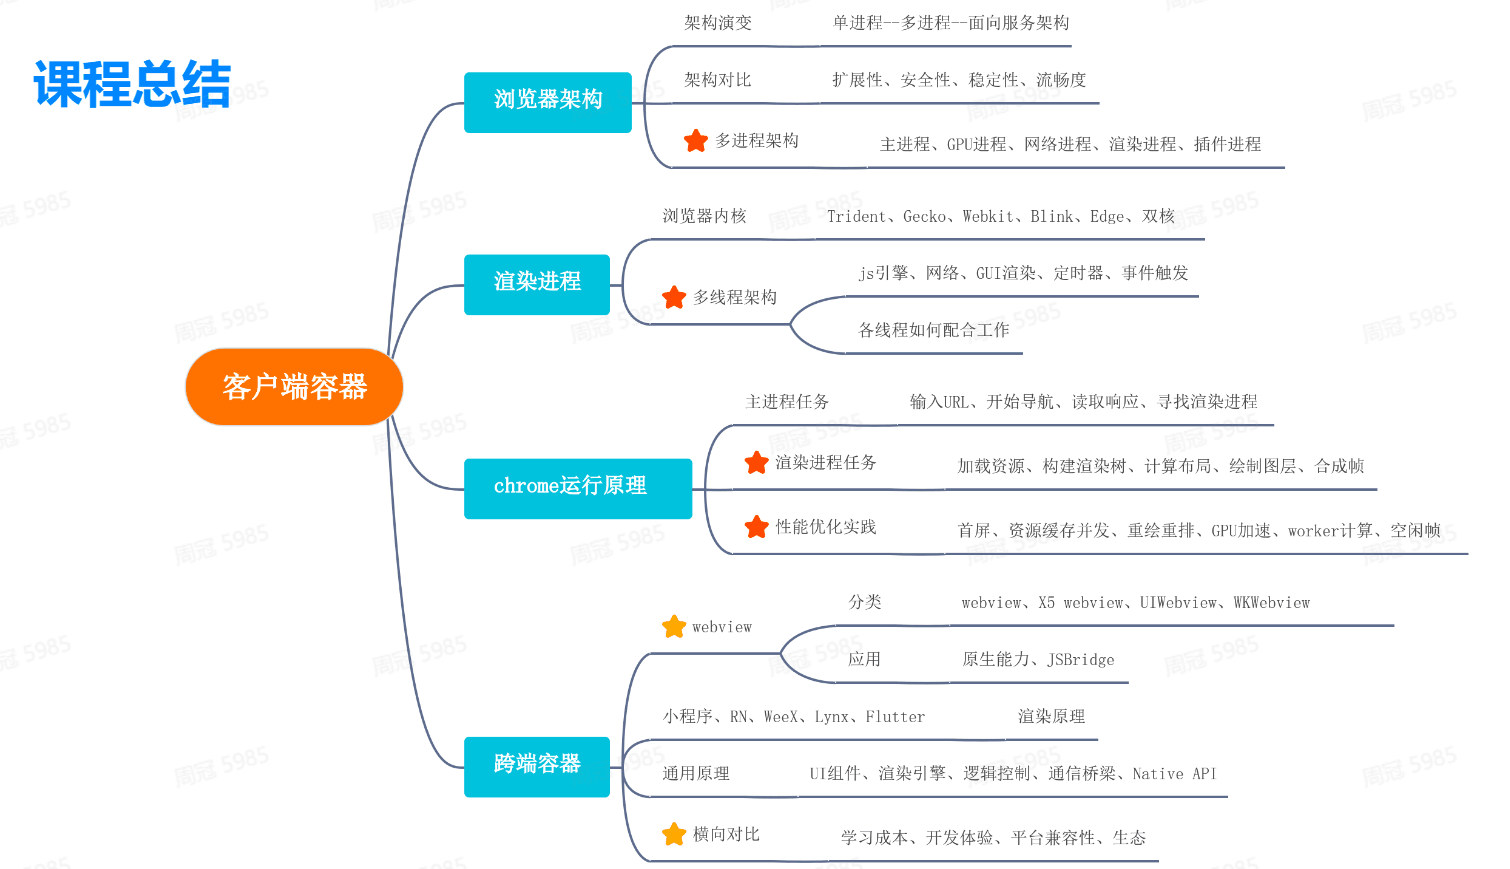 课程总结
客户端容器
浏览器架构
架构演变
单进程--多进程--面向服务架构
架构对比
扩展性、安全性、稳定性、流畅度
多进程架构
主进程、GPU进程、网络进程、渲染进程、插件进程
渲染进程
浏览器内核
Trident、Gecko、Webkit、Blink、Edge、双核
多线程架构
js引擎、网络、GUI渲染、定时器、事件触发
各线程如何配合工作
chrome运行原理
主进程任务
输入URL、开始导航、读取响应、寻找渲染进程
渲染进程任务
加载资源、构建渲染树、计算布局、绘制图层、合成帧
性能优化实践
首屏、资源缓存并发、重绘重排、GPU加速、worker计算、空闲帧
跨端容器
webview
分类
webview、X5 webview、UIWebview、WKWebview
应用
原生能力、JSBridge
小程序、RN、WeeX、Lynx、Flutter
渲染原理
通用原理
UI组件、渲染引擎、逻辑控制、通信桥梁、Native API
横向对比
学习成本、开发体验、平台兼容性、生态
周冠 5985